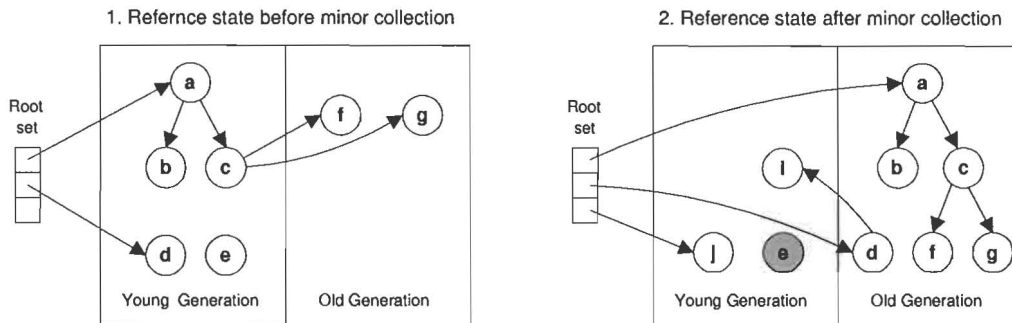 1. Refernce state before minor collection
Root
set
a
f
g
b
c
d
e
Young Generation
Old Generation
2. Reference state after minor collection
Root
set
a
i
b
c
j
e
d
f
g
Young Generation
Old Generation